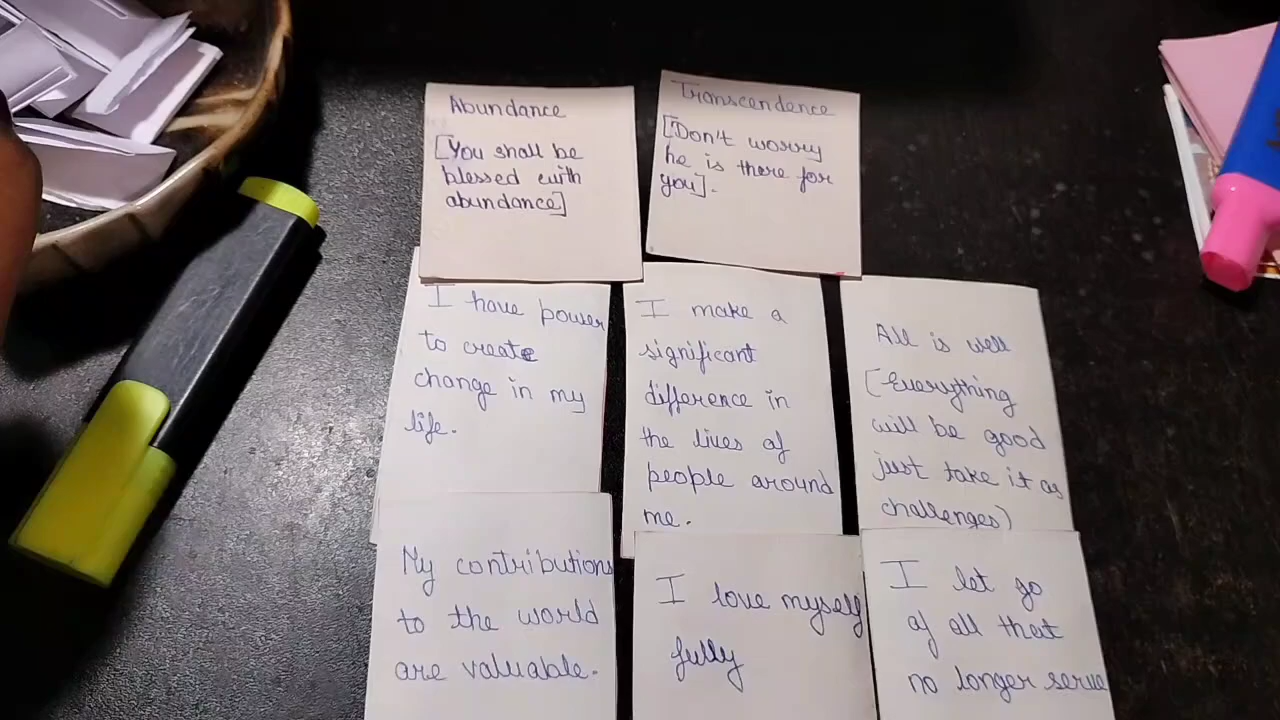 Abundance
[You shall be
blessed with
abundance]
Transcendence
[Don't worry
he is there for
you].
I have power
to create
change in my
life.
I make a
significant
difference in
the lives of
people around
me.
All is well
(Everything
will be good
just take it as
challenges)
My contributions
to the world
are valuable.
I love myself
fully
I let go
of all that
no longer serve